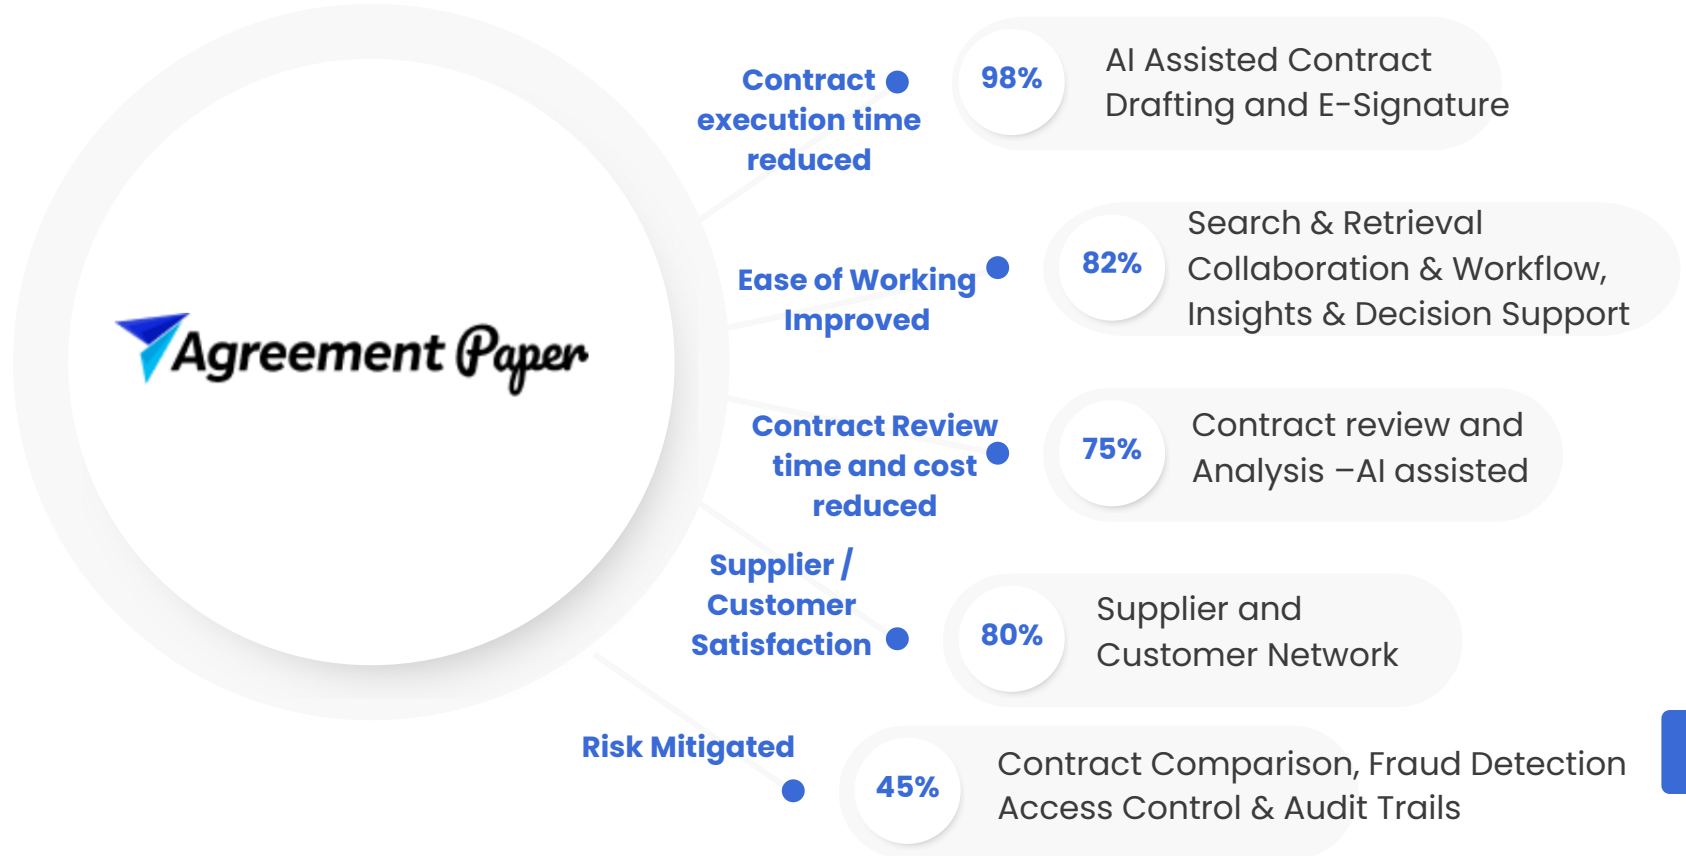 Agreement Paper
Contract
execution time
reduced
98%
AI Assisted Contract
Drafting and E-Signature
Ease of Working
Improved
82%
Search & Retrieval
Collaboration & Workflow,
Insights & Decision Support
Contract Review
time and cost
reduced
75%
Contract review and
Analysis –AI assisted
Supplier /
Customer
Satisfaction
80%
Supplier and
Customer Network
Risk Mitigated
45%
Contract Comparison, Fraud Detection
Access Control & Audit Trails